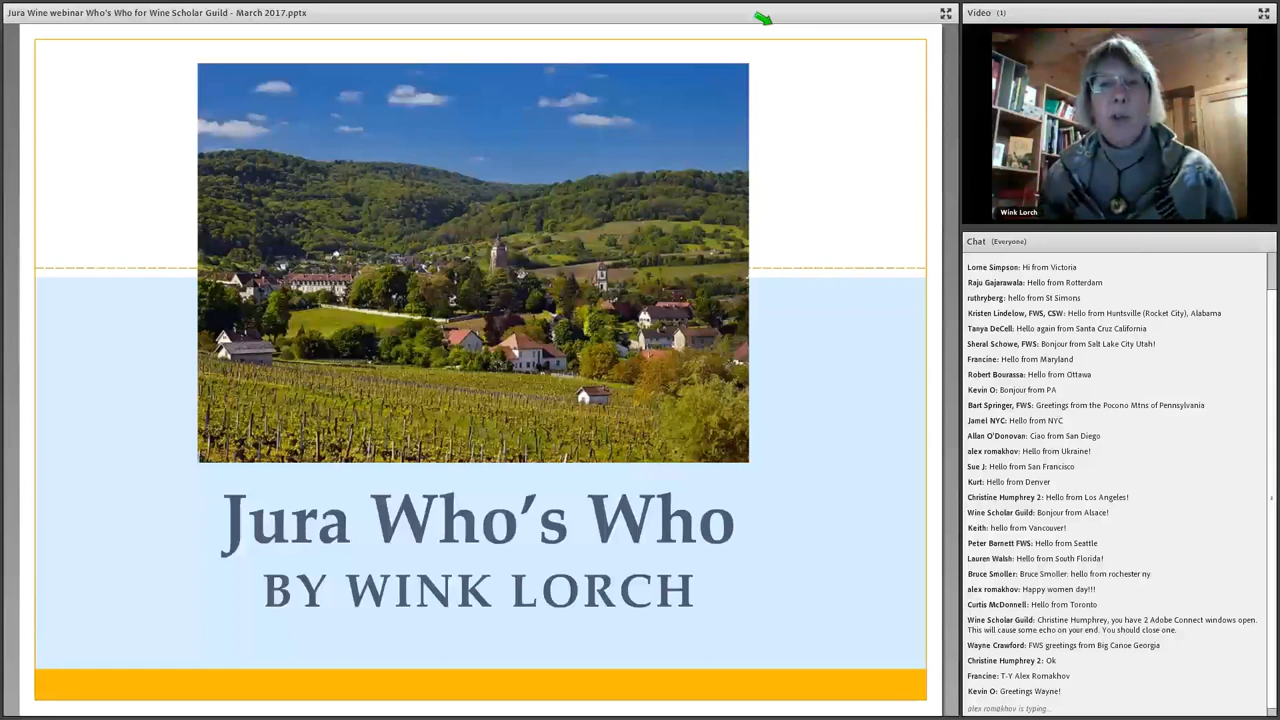 Jura Wine webinar Who's Who for Wine Scholar Guild - March 2017.pptx
Jura Who's Who
BY WINK LORCH
Video (1)
Wink Lorch
Chat (Everyone)
Lorne Simpson: Hi from Victoria
Raju Gajarawala: Hello from Rotterdam
ruthryberg: hello from St Simons
Kristen Lindelow, FWS, CSW: Hello from Huntsville (Rocket City), Alabama
Tanya DeCell: Hello again from Santa Cruz California
Sheral Schowe, FWS: Bonjour from Salt Lake City Utah!
Francine: Hello from Maryland
Robert Bourassa: Hello from Ottawa
Kevin O: Bonjour from PA
Bart Springer, FWS: Greetings from the Pocono Mtns of Pennsylvania
Jamel NYC: Hello from NYC
Allan O'Donovan: Ciao from San Diego
alex romakhov: Hello from Ukraine!
Sue J: Hello from San Francisco
Kurt: Hello from Denver
Christine Humphrey 2: Hello from Los Angeles!
Wine Scholar Guild: Bonjour from Alsace!
Keith: hello from Vancouver!
Peter Barnett FWS: Hello from Seattle
Lauren Walsh: Hello from South Florida!
Bruce Smoller: Bruce Smoller: hello from rochester ny
alex romakhov: Happy women day!!!
Curtis McDonnell: Hello from Toronto
Wine Scholar Guild: Christine Humphrey, you have 2 Adobe Connect windows open.
This will cause some echo on your end. You should close one.
Wayne Crawford: FWS greetings from Big Canoe Georgia
Christine Humphrey 2: Ok
Francine: T-Y Alex Romakhov
Kevin O: Greetings Wayne!
alex romakhov is typing...